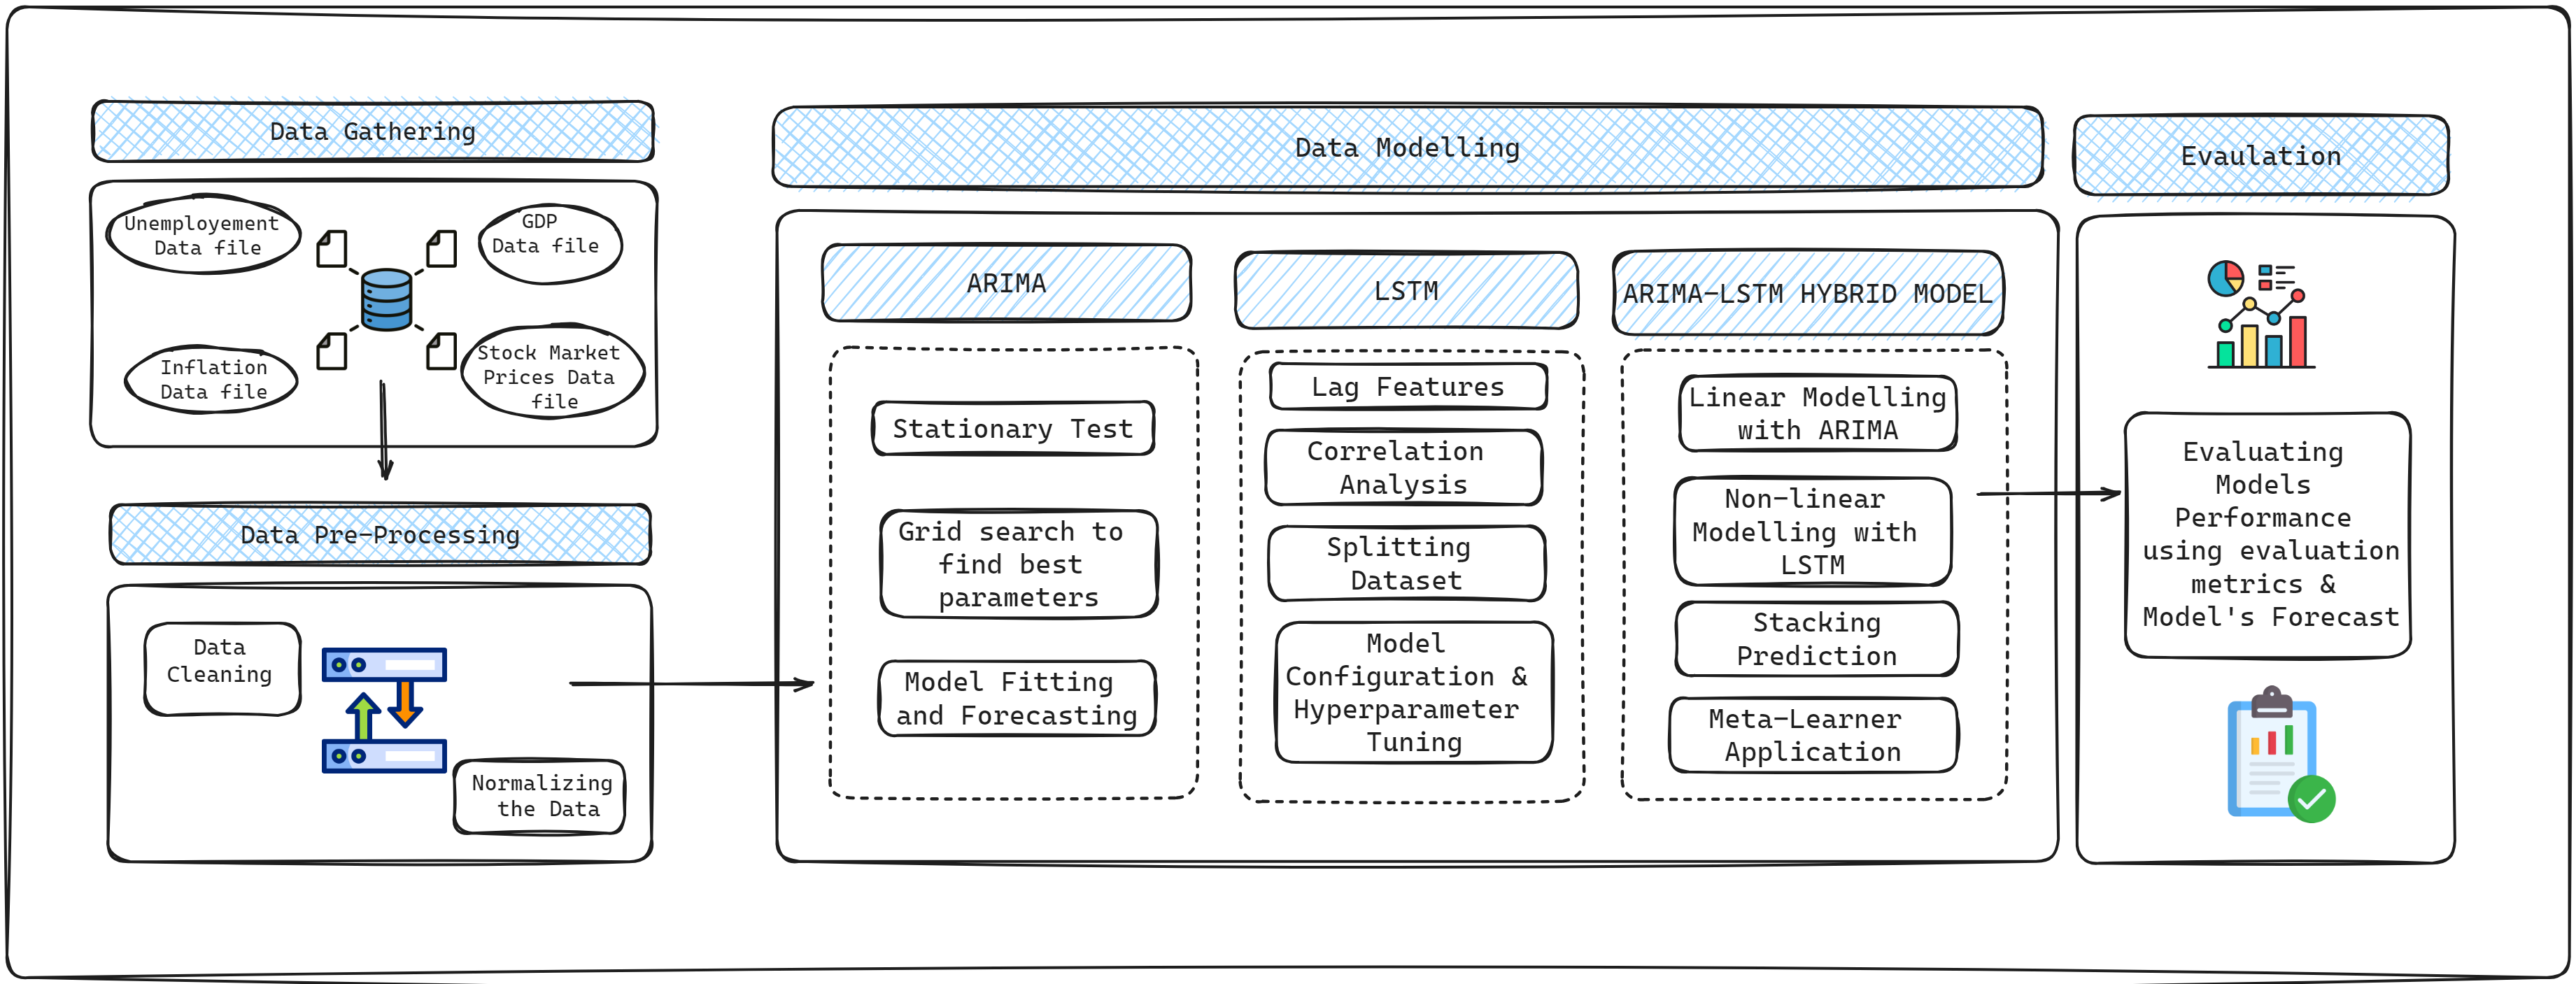 Data Gathering
Unemployement
Data file
GDP
Data file
Inflation
Data file
Stock Market
Prices Data
file
Data Pre-Processing
Data
Cleaning
Normalizing
the Data
Data Modelling
ARIMA
Stationary Test
Grid search to
find best
parameters
Model Fitting
and Forecasting
LSTM
Lag Features
Correlation
Analysis
Splitting
Dataset
Model
Configuration &
Hyperparameter
Tuning
ARIMA-LSTM HYBRID MODEL
Linear Modelling
with ARIMA
Non-linear
Modelling with
LSTM
Stacking
Prediction
Meta-Learner
Application
Evaulation
Evaluating
Models
Performance
using evaluation
metrics &
Model's Forecast